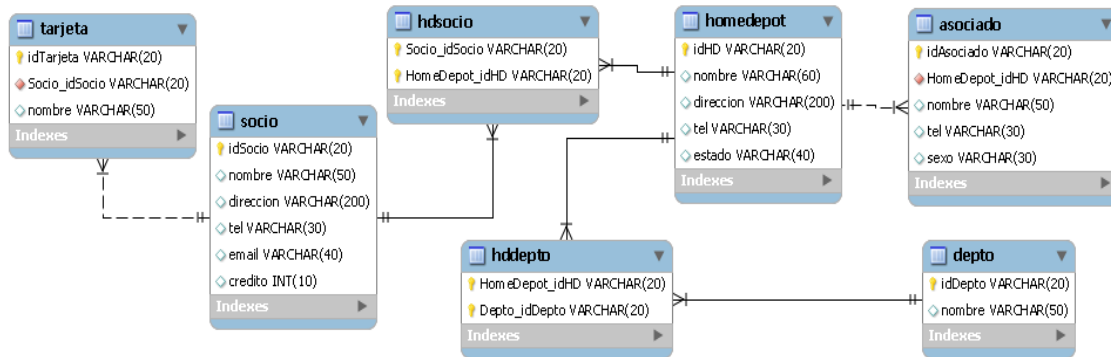 tarjeta
idTarjeta VARCHAR(20)
Socio_idSocio VARCHAR(20)
nombre VARCHAR(50)
Indexes
socio
idSocio VARCHAR(20)
nombre VARCHAR(50)
direccion VARCHAR(200)
tel VARCHAR(30)
email VARCHAR(40)
credito INT(10)
Indexes
hdsocio
Socio_idSocio VARCHAR(20)
HomeDepot_idHD VARCHAR(20)
Indexes
homedepot
idHD VARCHAR(20)
nombre VARCHAR(60)
direccion VARCHAR(200)
tel VARCHAR(30)
estado VARCHAR(40)
Indexes
asociado
idAsociado VARCHAR(20)
HomeDepot_idHD VARCHAR(20)
nombre VARCHAR(50)
tel VARCHAR(30)
sexo VARCHAR(30)
Indexes
hddepto
HomeDepot_idHD VARCHAR(20)
Depto_idDepto VARCHAR(20)
Indexes
depto
idDepto VARCHAR(20)
nombre VARCHAR(50)
Indexes